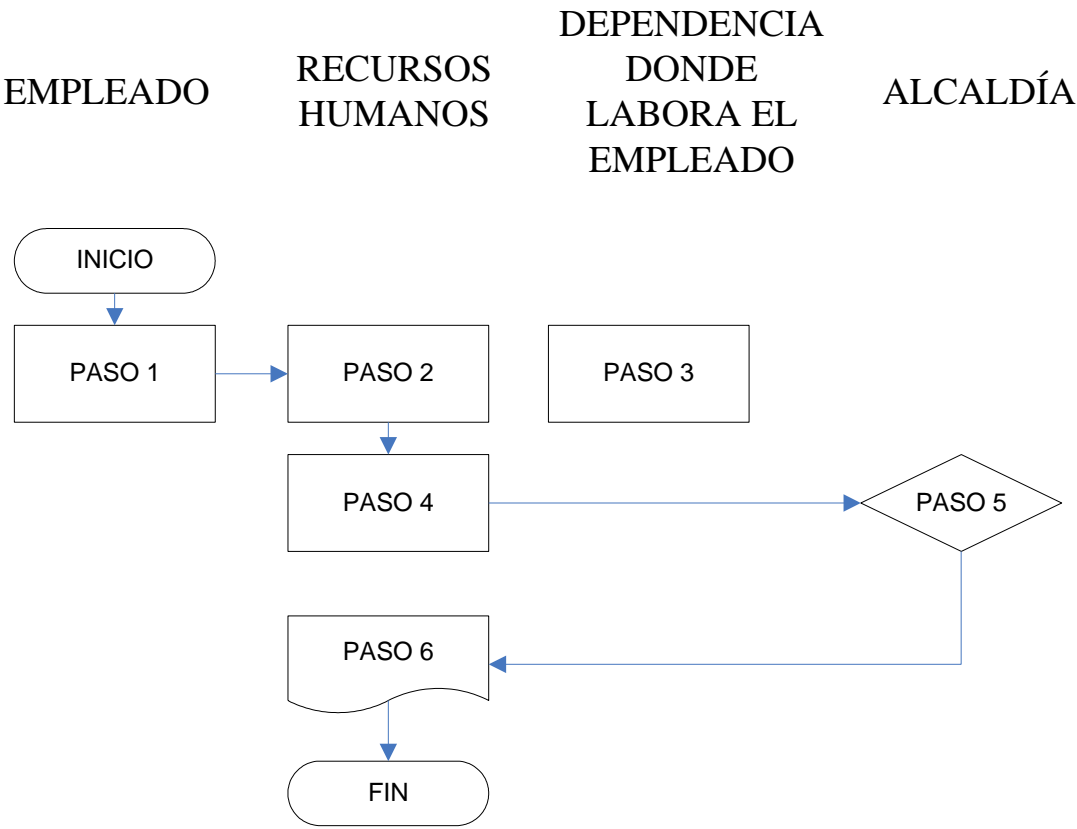 EMPLEADO
RECURSOS
HUMANOS
DEPENDENCIA
DONDE
LABORA EL
EMPLEADO
ALCALDÍA
INICIO
PASO 1
PASO 2
PASO 3
PASO 4
PASO 5
PASO 6
FIN